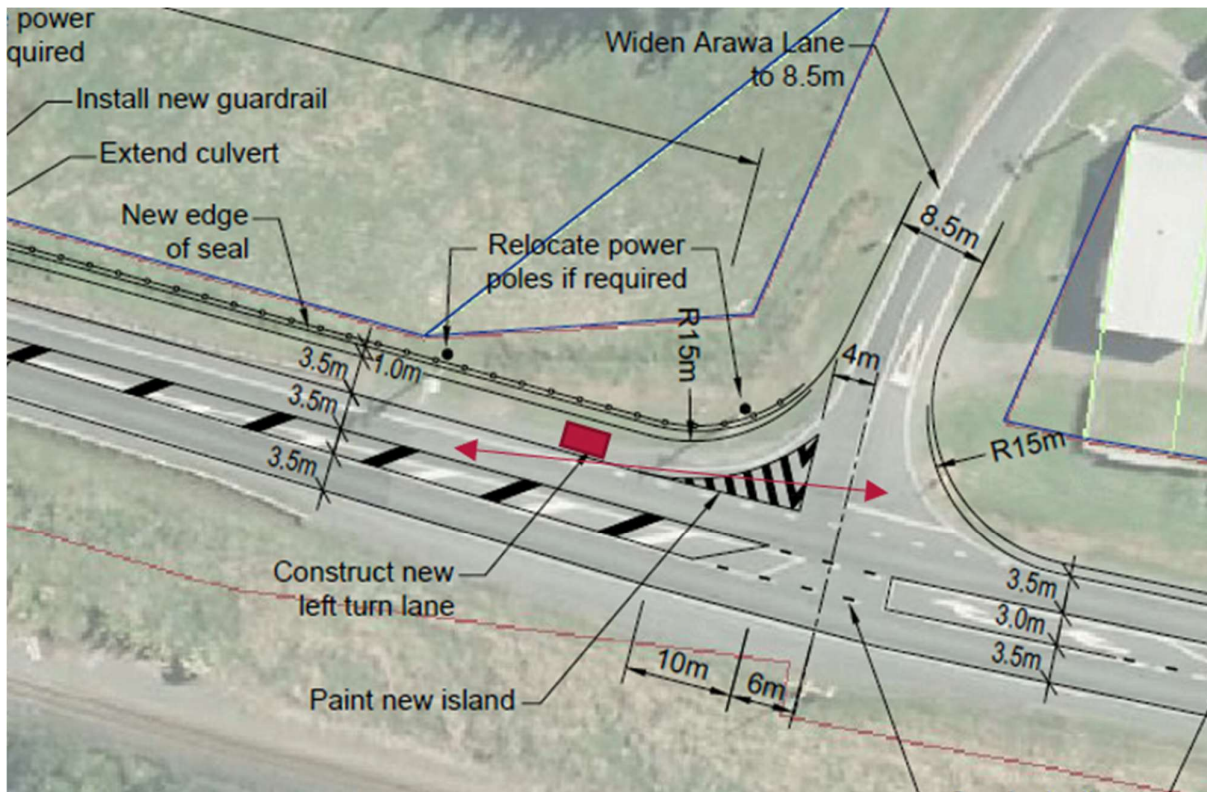 power
quired
Widen Arawa Lane
to 8.5m
Install new guardrail
Extend culvert
New edge
of seal
8.5m
Relocate power
poles if required
R15m
4m
3.5m
1.0m
3.5m
3.5m
R15m
Construct new
left turn lane
3.5m
3.0m
3.5m
10m
6m
Paint new island